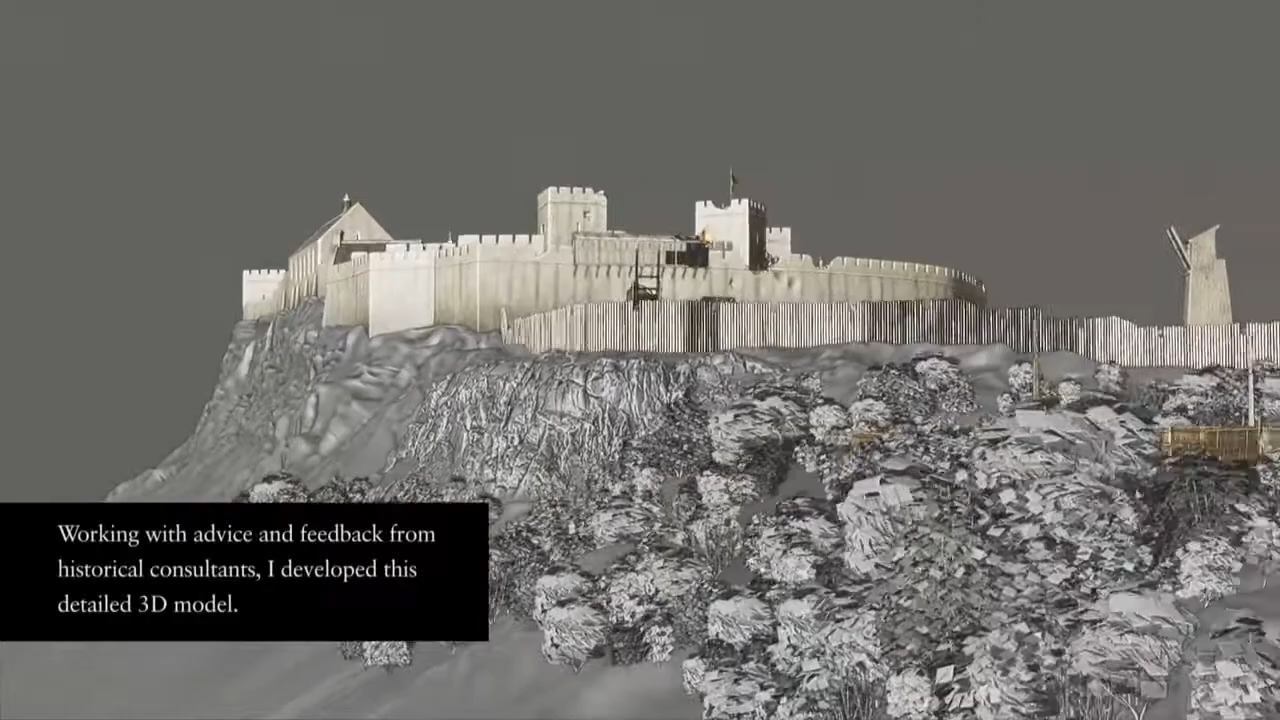 Working with advice and feedback from
historical consultants, I developed this
detailed 3D model.